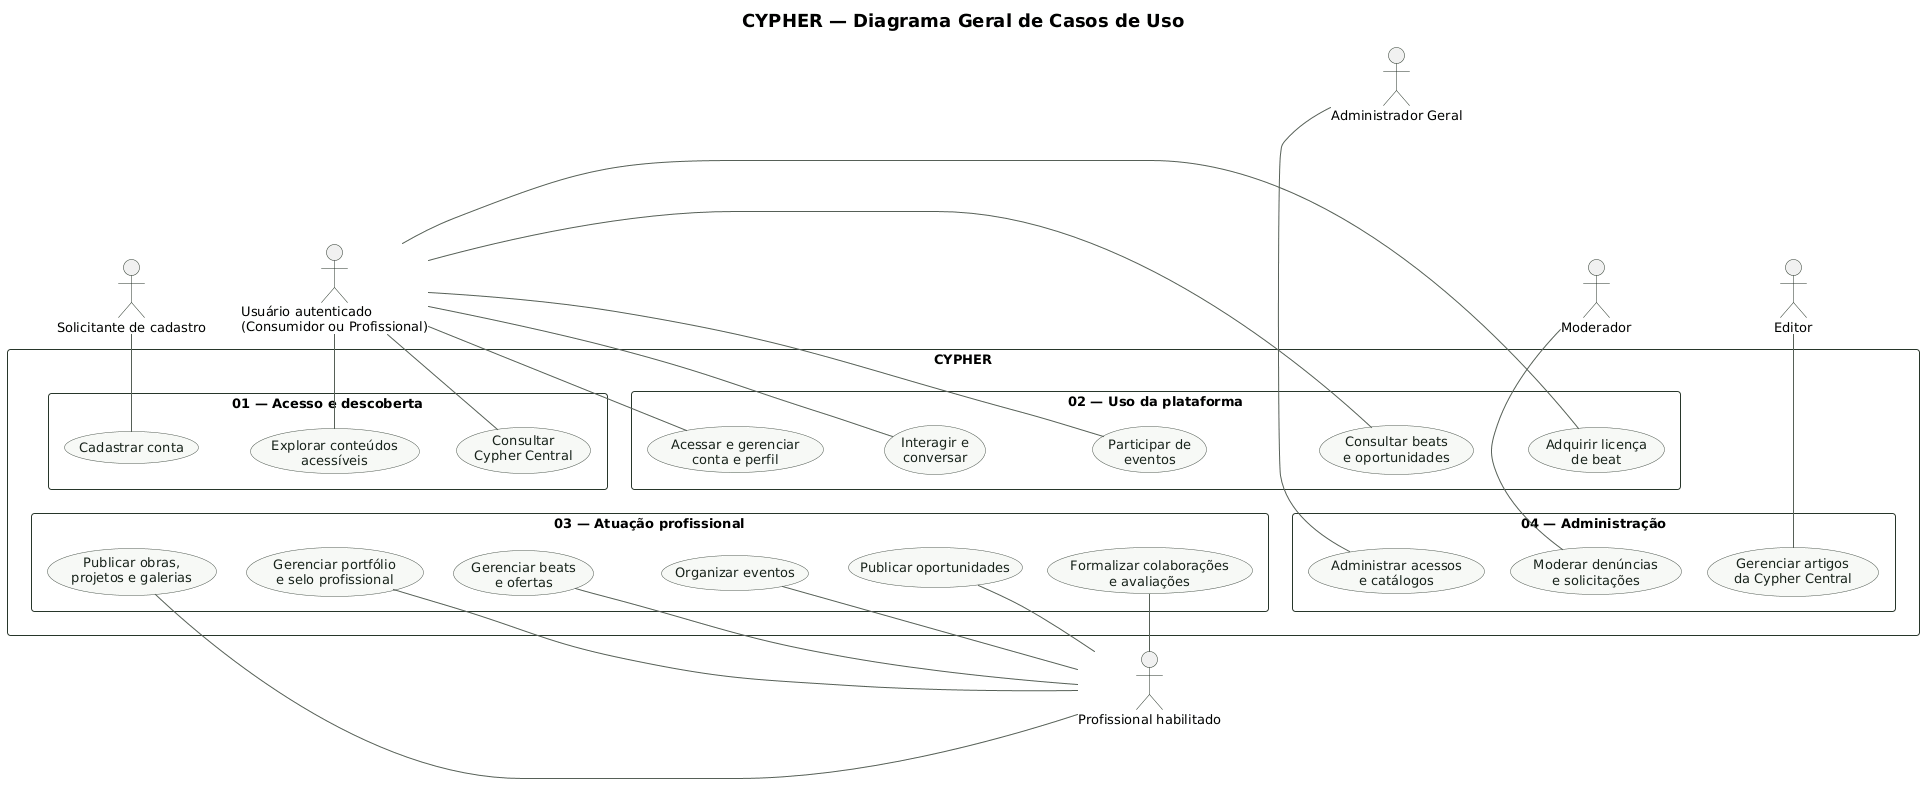 CYPHER — Diagrama Geral de Casos de Uso
Administrador Geral
Solicitante de cadastro
Usuário autenticado
(Consumidor ou Profissional)
Moderador
Editor
CYPHER
01 — Acesso e descoberta
Cadastrar conta
Explorar conteúdos
acessíveis
Consultar
Cypher Central
02 — Uso da plataforma
Acessar e gerenciar
conta e perfil
Interagir e
conversar
Participar de
eventos
Consultar beats
e oportunidades
Adquirir licença
de beat
03 — Atuação profissional
Publicar obras,
projetos e galerias
Gerenciar portfólio
e selo profissional
Gerenciar beats
e ofertas
Organizar eventos
Publicar oportunidades
Formalizar colaborações
e avaliações
04 — Administração
Administrar acessos
e catálogos
Moderar denúncias
e solicitações
Gerenciar artigos
da Cypher Central
Profissional habilitado